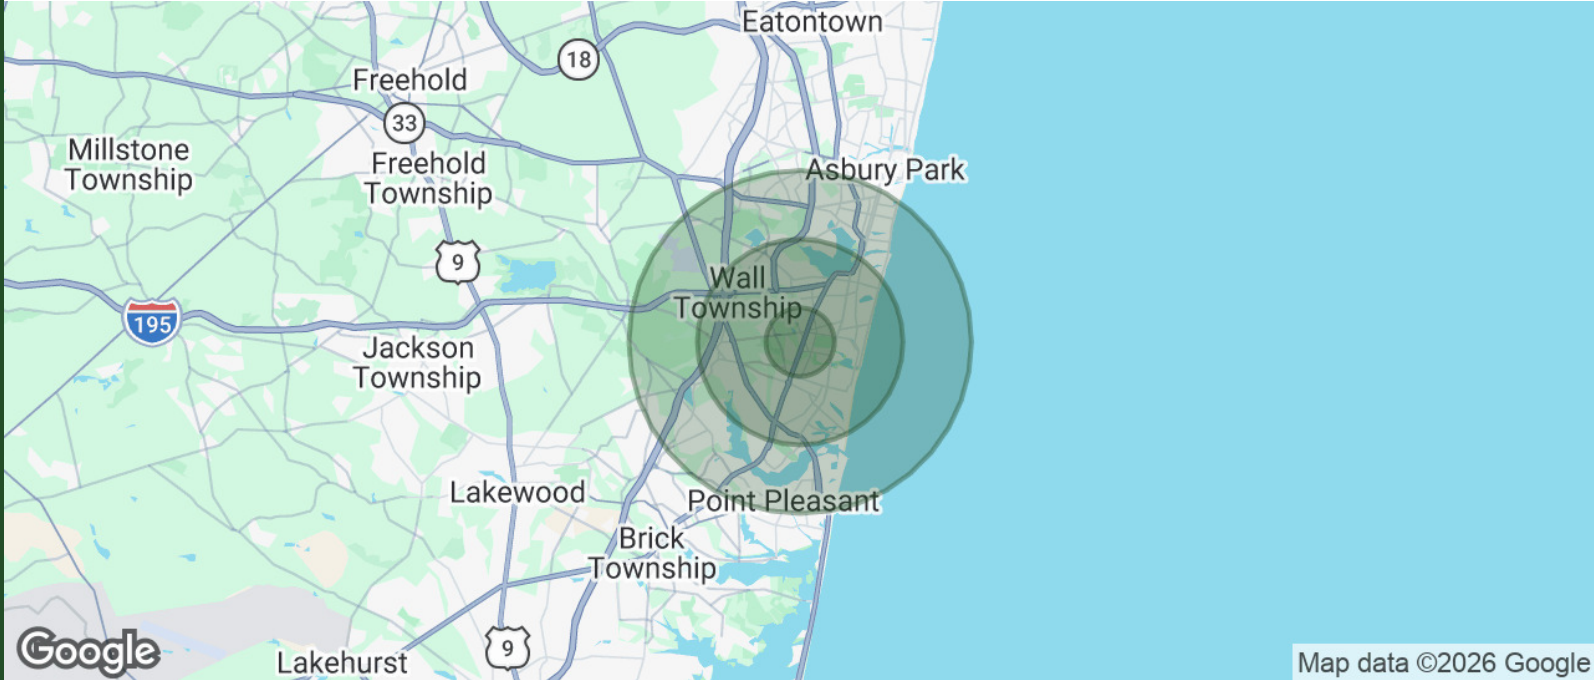 Eatontown
18
Freehold
33
Millstone
Township
Freehold
Township
Asbury Park
9
Wall
Township
195
Jackson
Township
Lakewood
Point Pleasant
Brick
Township
9
Lakehurst
Google
Map data ©2026 Google